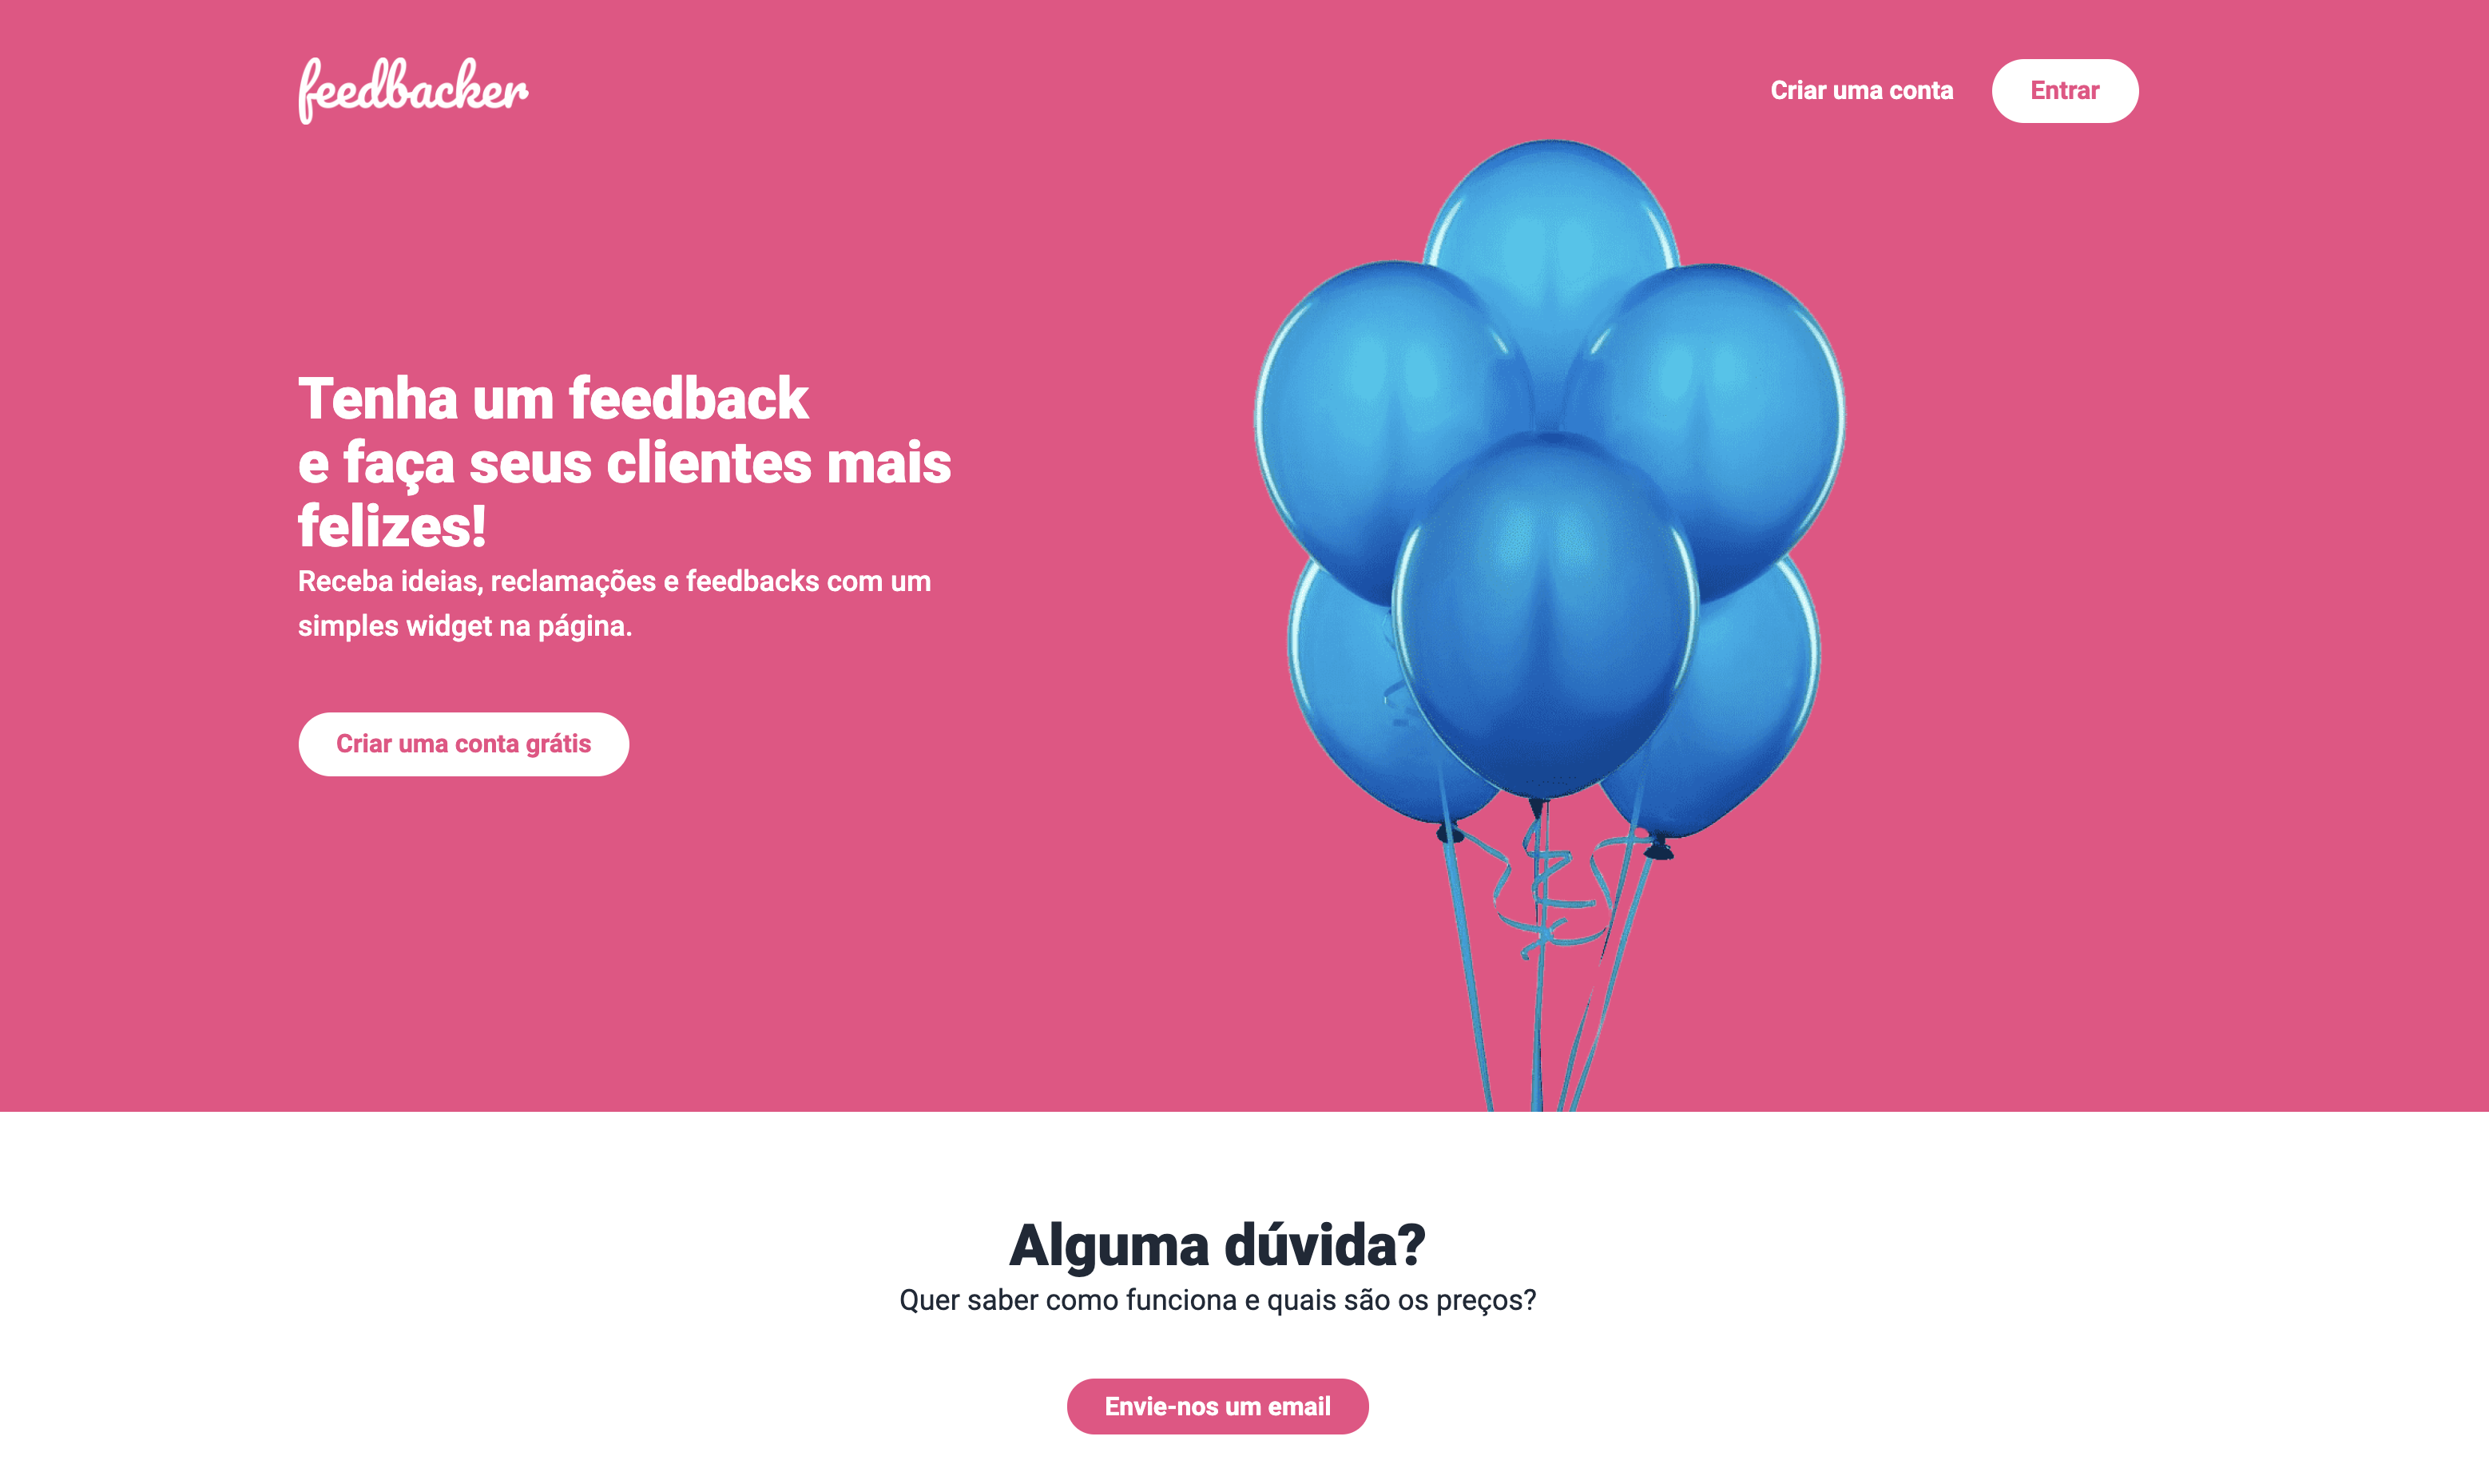 feedbacker
Criar uma conta
Entrar
Tenha um feedback
e faça seus clientes mais
felizes!
Receba ideias, reclamações e feedbacks com um
simples widget na página.
Criar uma conta grátis
Alguma dúvida?
Quer saber como funciona e quais são os preços?
Envie-nos um email